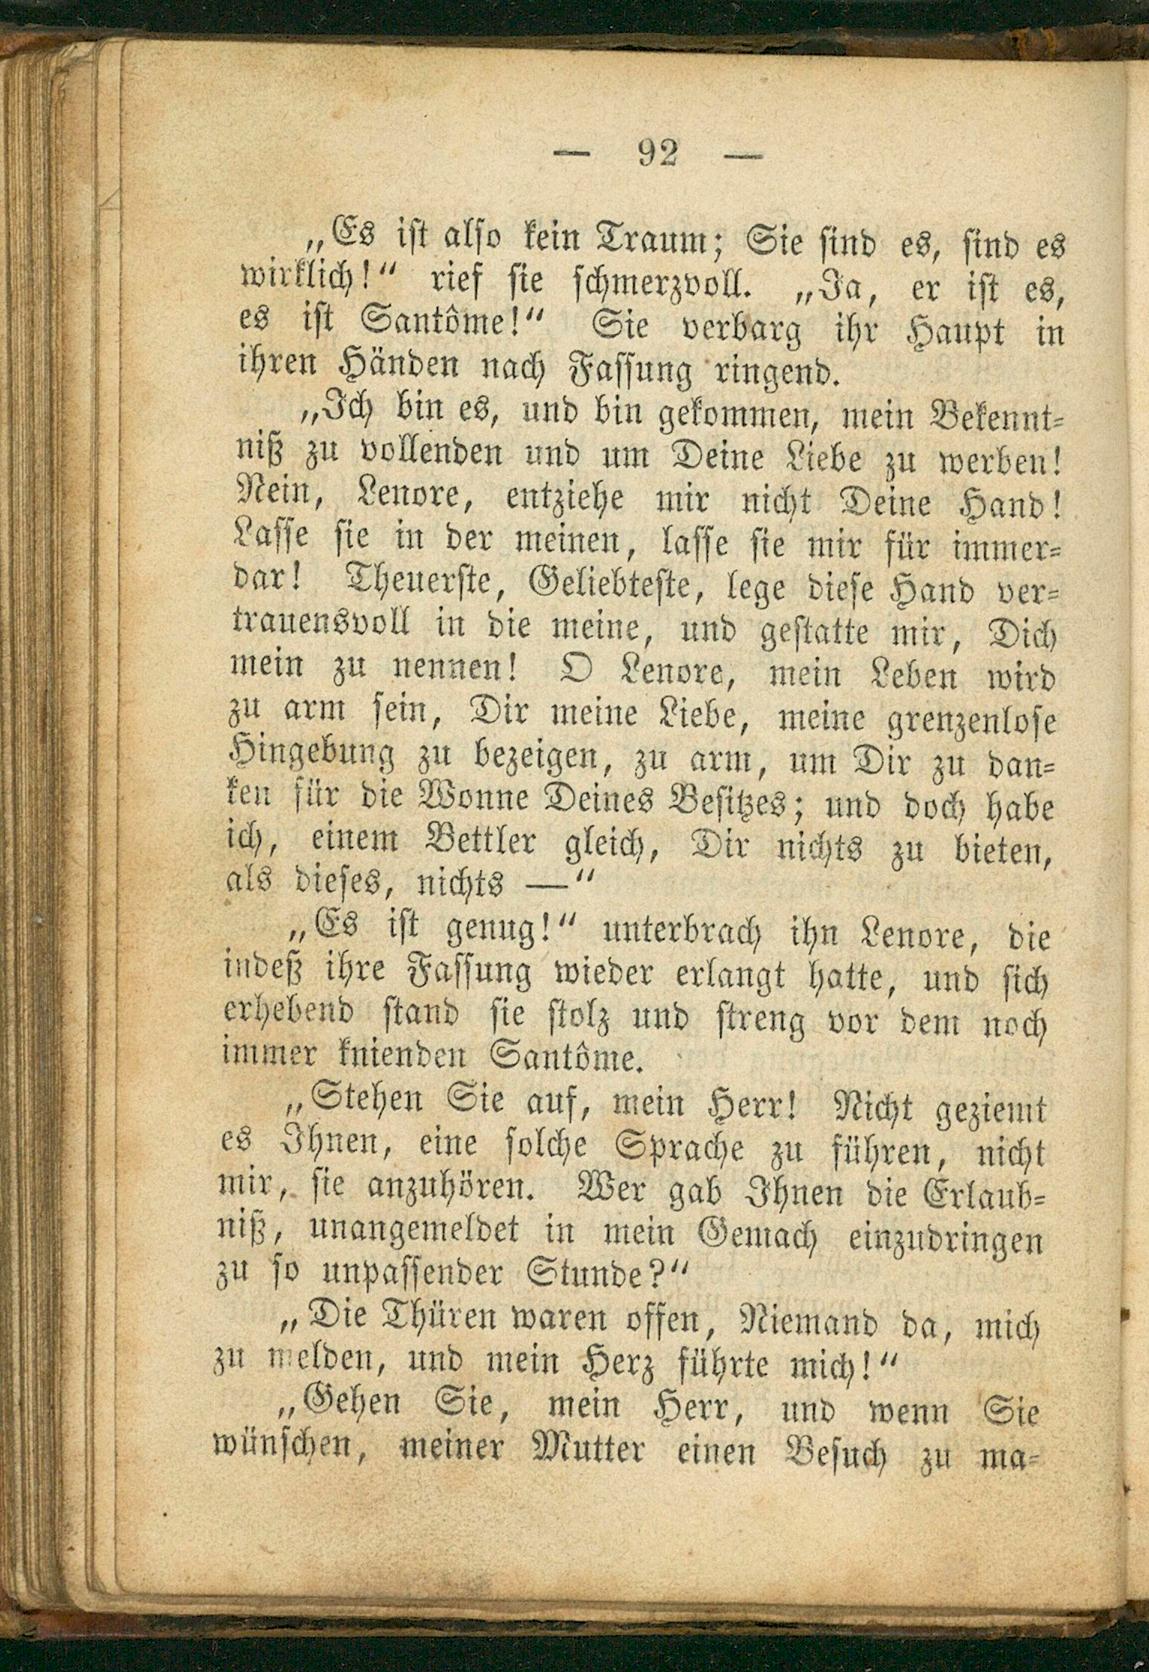 — 92 —
„Es ist also kein Traum; Sie sind es, sind es
wirklich!“ rief sie schmerzvoll. „Ja, er ist es,
es ist Santôme!“ Sie verbarg ihr Haupt in
ihren Händen nach Fassung ringend.
„Ich bin es, und bin gekommen, mein Bekennt-
niß zu vollenden und um Deine Liebe zu werben!
Nein, Lenore, entziehe mir nicht Deine Hand!
Lasse sie in der meinen, lasse sie mir für immer-
dar! Theuerste, Geliebteste, lege diese Hand ver-
trauensvoll in die meine, und gestatte mir, Dich
mein zu nennen! O Lenore, mein Leben wird
zu arm sein, Dir meine Liebe, meine grenzenlose
Hingebung zu bezeigen, zu arm, um Dir zu dan-
ken für die Wonne Deines Besitzes; und doch habe
ich, einem Bettler gleich, Dir nichts zu bieten,
als dieses, nichts —“
„Es ist genug!“ unterbrach ihn Lenore, die
indeß ihre Fassung wieder erlangt hatte, und sich
erhebend stand sie stolz und streng vor dem noch
immer knienden Santôme.
„Stehen Sie auf, mein Herr! Nicht geziemt
es Ihnen, eine solche Sprache zu führen, nicht
mir, sie anzuhören. Wer gab Ihnen die Erlaub-
niß, unangemeldet in mein Gemach einzudringen
zu so unpassender Stunde?“
„Die Thüren waren offen, Niemand da, mich
zu melden, und mein Herz führte mich!“
„Gehen Sie, mein Herr, und wenn Sie
wünschen, meiner Mutter einen Besuch zu ma-